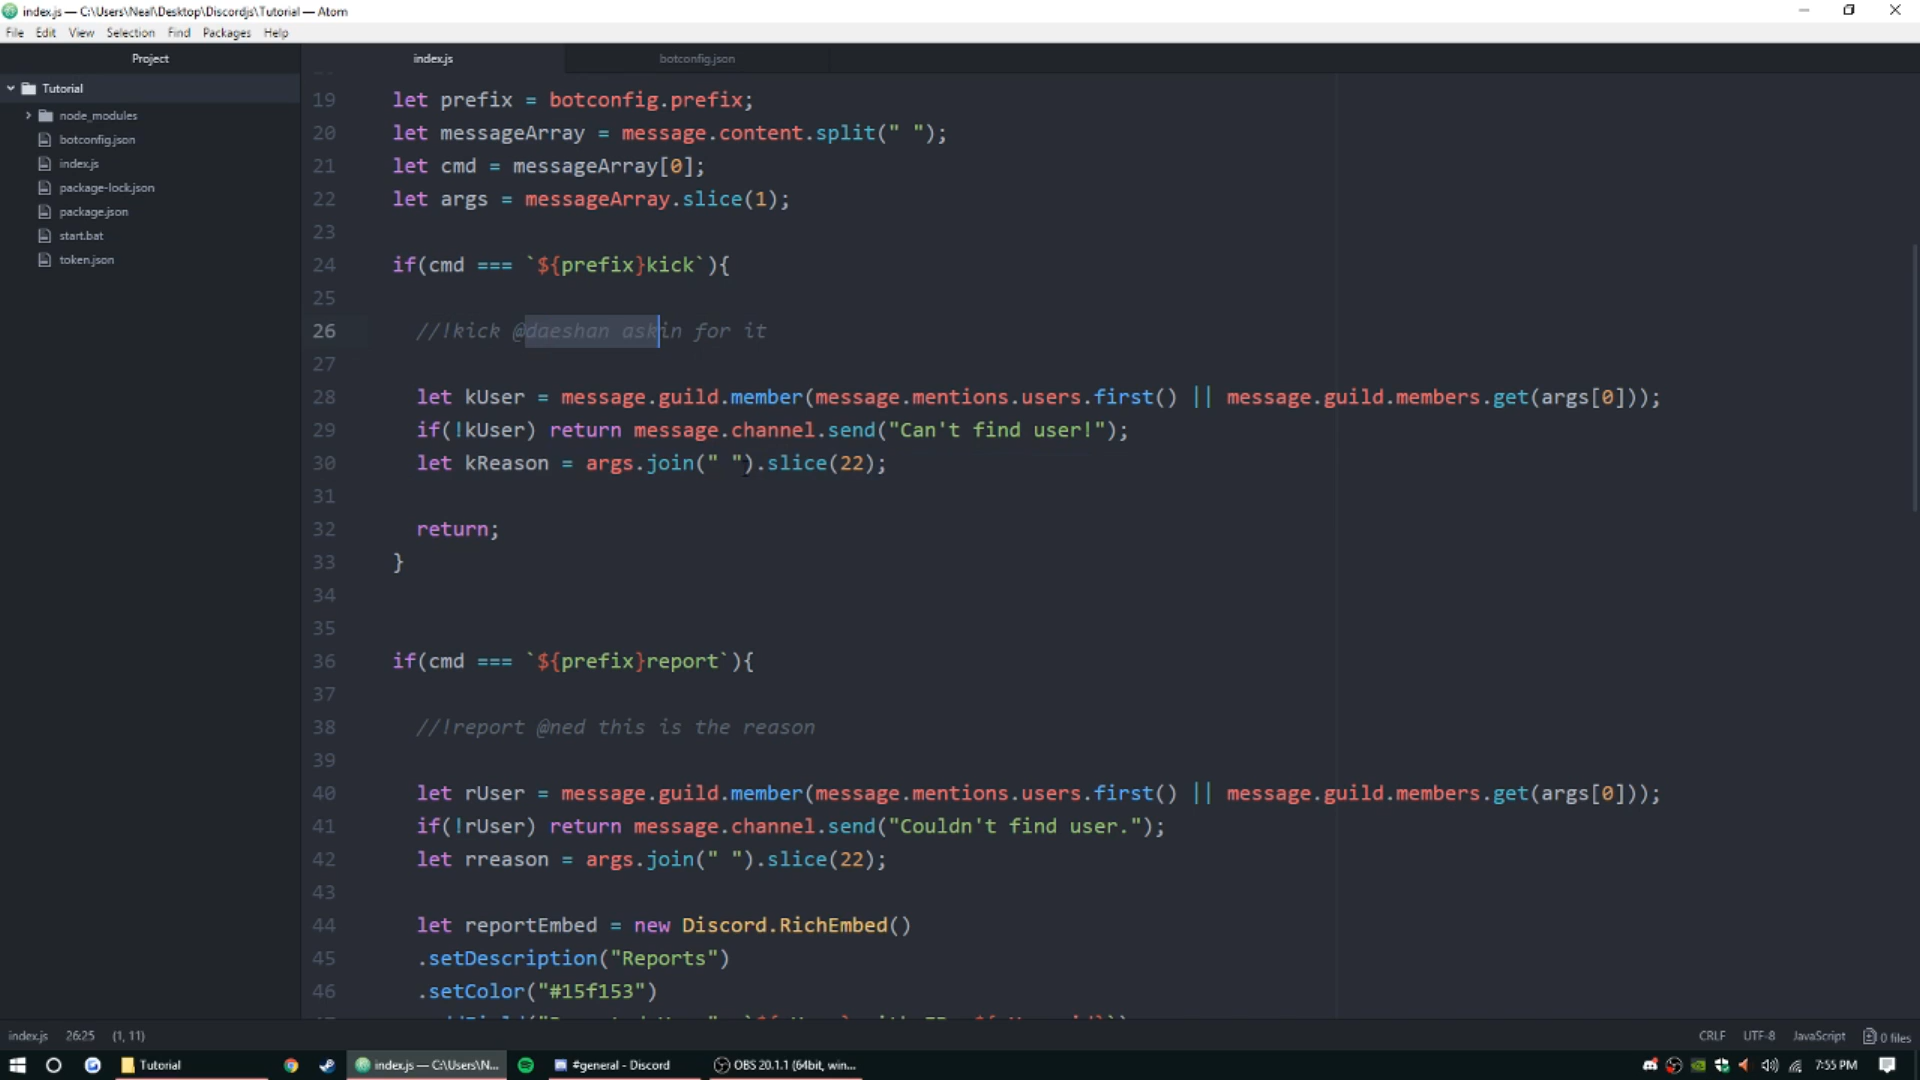 index.js — C:\Users\Neal\Desktop\Discordjs\Tutorial — Atom
File Edit View Selection Find Packages Help
Project
index.js
botconfig.json
Tutorial
node_modules
botconfig.json
index.js
package-lock.json
package.json
start.bat
token.json
19 let prefix = botconfig.prefix;
20 let messageArray = message.content.split(" ");
21 let cmd = messageArray[0];
22 let args = messageArray.slice(1);
23
24 if(cmd === `${prefix}kick`){
25
26 //!kick @daeshan askin for it
27
28 let kUser = message.guild.member(message.mentions.users.first() || message.guild.members.get(args[0]));
29 if(!kUser) return message.channel.send("Can't find user!");
30 let kReason = args.join(" ").slice(22);
31
32 return;
33 }
34
35
36 if(cmd === `${prefix}report`){
37
38 //!report @ned this is the reason
39
40 let rUser = message.guild.member(message.mentions.users.first() || message.guild.members.get(args[0]));
41 if(!rUser) return message.channel.send("Couldn't find user.");
42 let rreason = args.join(" ").slice(22);
43
44 let reportEmbed = new Discord.RichEmbed()
45 .setDescription("Reports")
46 .setColor("#15f153")
index.js 26:25 (1, 11)
CRLF UTF-8 JavaScript 0 files
Tutorial
index.js — C:\Users\N...
#general - Discord
OBS 20.1.1 (64bit, win...
7:55 PM